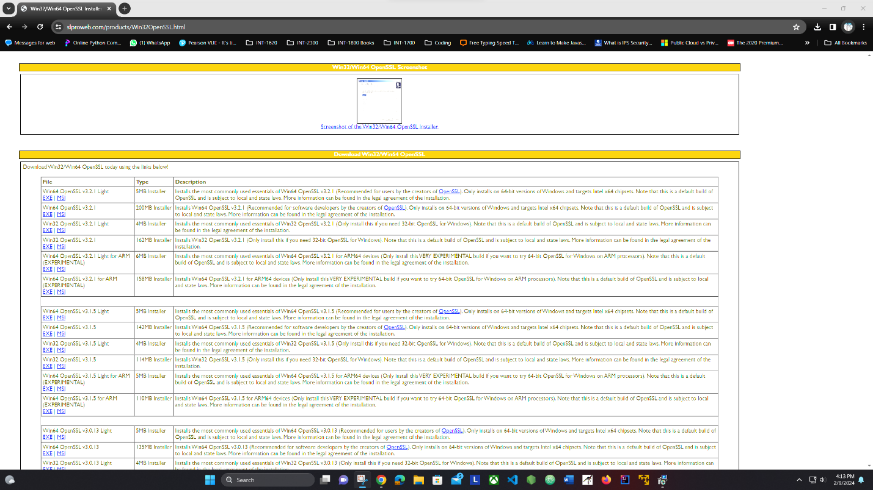 Win32/Win64 OpenSSL Installer
slproweb.com/products/Win32OpenSSL.html
Messages for web
Online Python Com...
(1) WhatsApp
Pearson VUE - It's ti...
INT-1620
INT-2300
INT-1800 Books
INT-1700
Coding
Free Typing Speed T...
Learn to Make Javas...
What is IPS Security...
Public Cloud vs Priv...
The 2020 Premium...
All Bookmarks
Win32/Win64 OpenSSL Screenshot
Screenshot of the Win32/Win64 OpenSSL Installer.
Download Win32/Win64 OpenSSL
Download Win32/Win64 OpenSSL today using the links below!
File Type Description
Win64 OpenSSL v3.2.1 Light 5MB Installer Installs the most commonly used essentials of Win64 OpenSSL v3.2.1 (Recommended for users by the creators of OpenSSL). Only installs on 64-bit versions of Windows and targets Intel x64 chipsets. Note that this is a default build of
EXE | MSI OpenSSL and is subject to local and state laws. More information can be found in the legal agreement of the installation.
Win64 OpenSSL v3.2.1 200MB Installer Installs Win64 OpenSSL v3.2.1 (Recommended for software developers by the creators of OpenSSL). Only installs on 64-bit versions of Windows and targets Intel x64 chipsets. Note that this is a default build of OpenSSL and is subject
EXE | MSI to local and state laws. More information can be found in the legal agreement of the installation.
Win32 OpenSSL v3.2.1 Light 4MB Installer Installs the most commonly used essentials of Win32 OpenSSL v3.2.1 (Only install this if you need 32-bit OpenSSL for Windows). Note that this is a default build of OpenSSL and is subject to local and state laws. More information can
EXE | MSI be found in the legal agreement of the installation.
Win32 OpenSSL v3.2.1 162MB Installer Installs Win32 OpenSSL v3.2.1 (Only install this if you need 32-bit OpenSSL for Windows). Note that this is a default build of OpenSSL and is subject to local and state laws. More information can be found in the legal agreement of the
EXE | MSI installation.
Win64 OpenSSL v3.2.1 Light for ARM 6MB Installer Installs the most commonly used essentials of Win64 OpenSSL v3.2.1 for ARM64 devices (Only install this VERY EXPERIMENTAL build if you want to try 64-bit OpenSSL for Windows on ARM processors). Note that this is a default
(EXPERIMENTAL) build of OpenSSL and is subject to local and state laws. More information can be found in the legal agreement of the installation.
EXE | MSI
Win64 OpenSSL v3.2.1 for ARM 158MB Installer Installs Win64 OpenSSL v3.2.1 for ARM64 devices (Only install this VERY EXPERIMENTAL build if you want to try 64-bit OpenSSL for Windows on ARM processors). Note that this is a default build of OpenSSL and is subject to local
(EXPERIMENTAL) and state laws. More information can be found in the legal agreement of the installation.
EXE | MSI
Win64 OpenSSL v3.1.5 Light 5MB Installer Installs the most commonly used essentials of Win64 OpenSSL v3.1.5 (Recommended for users by the creators of OpenSSL). Only installs on 64-bit versions of Windows and targets Intel x64 chipsets. Note that this is a default build of
EXE | MSI OpenSSL and is subject to local and state laws. More information can be found in the legal agreement of the installation.
Win64 OpenSSL v3.1.5 142MB Installer Installs Win64 OpenSSL v3.1.5 (Recommended for software developers by the creators of OpenSSL). Only installs on 64-bit versions of Windows and targets Intel x64 chipsets. Note that this is a default build of OpenSSL and is subject
EXE | MSI to local and state laws. More information can be found in the legal agreement of the installation.
Win32 OpenSSL v3.1.5 Light 4MB Installer Installs the most commonly used essentials of Win32 OpenSSL v3.1.5 (Only install this if you need 32-bit OpenSSL for Windows). Note that this is a default build of OpenSSL and is subject to local and state laws. More information can
EXE | MSI be found in the legal agreement of the installation.
Win32 OpenSSL v3.1.5 114MB Installer Installs Win32 OpenSSL v3.1.5 (Only install this if you need 32-bit OpenSSL for Windows). Note that this is a default build of OpenSSL and is subject to local and state laws. More information can be found in the legal agreement of the
EXE | MSI installation.
Win64 OpenSSL v3.1.5 Light for ARM 5MB Installer Installs the most commonly used essentials of Win64 OpenSSL v3.1.5 for ARM64 devices (Only install this VERY EXPERIMENTAL build if you want to try 64-bit OpenSSL for Windows on ARM processors). Note that this is a default
(EXPERIMENTAL) build of OpenSSL and is subject to local and state laws. More information can be found in the legal agreement of the installation.
EXE | MSI
Win64 OpenSSL v3.1.5 for ARM 110MB Installer Installs Win64 OpenSSL v3.1.5 for ARM64 devices (Only install this VERY EXPERIMENTAL build if you want to try 64-bit OpenSSL for Windows on ARM processors). Note that this is a default build of OpenSSL and is subject to local
(EXPERIMENTAL) and state laws. More information can be found in the legal agreement of the installation.
EXE | MSI
Win64 OpenSSL v3.0.13 Light 5MB Installer Installs the most commonly used essentials of Win64 OpenSSL v3.0.13 (Recommended for users by the creators of OpenSSL). Only installs on 64-bit versions of Windows and targets Intel x64 chipsets. Note that this is a default build of
EXE | MSI OpenSSL and is subject to local and state laws. More information can be found in the legal agreement of the installation.
Win64 OpenSSL v3.0.13 135MB Installer Installs Win64 OpenSSL v3.0.13 (Recommended for software developers by the creators of OpenSSL). Only installs on 64-bit versions of Windows and targets Intel x64 chipsets. Note that this is a default build of OpenSSL and is
EXE | MSI subject to local and state laws. More information can be found in the legal agreement of the installation.
Win32 OpenSSL v3.0.13 Light 4MB Installer Installs the most commonly used essentials of Win32 OpenSSL v3.0.13 (Only install this if you need 32-bit OpenSSL for Windows). Note that this is a default build of OpenSSL and is subject to local and state laws. More information can
Search
4:13 PM
2/9/2024